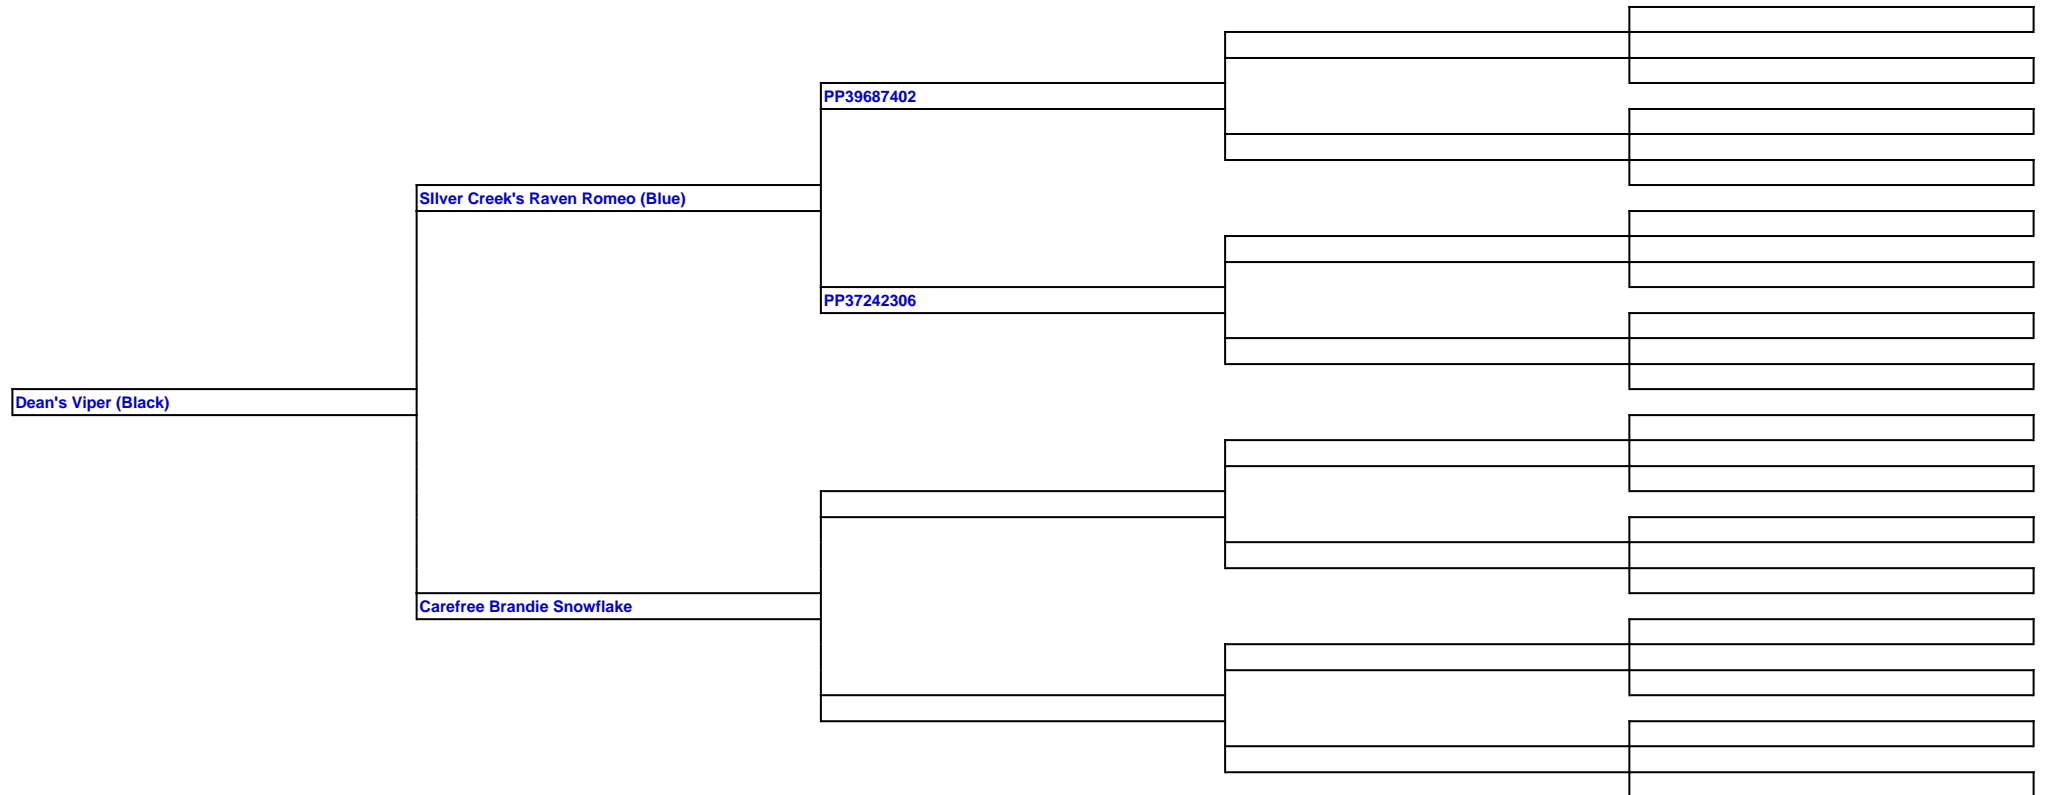 PP39687402
SIlver Creek's Raven Romeo (Blue)
PP37242306
Dean's Viper (Black)
Carefree Brandie Snowflake